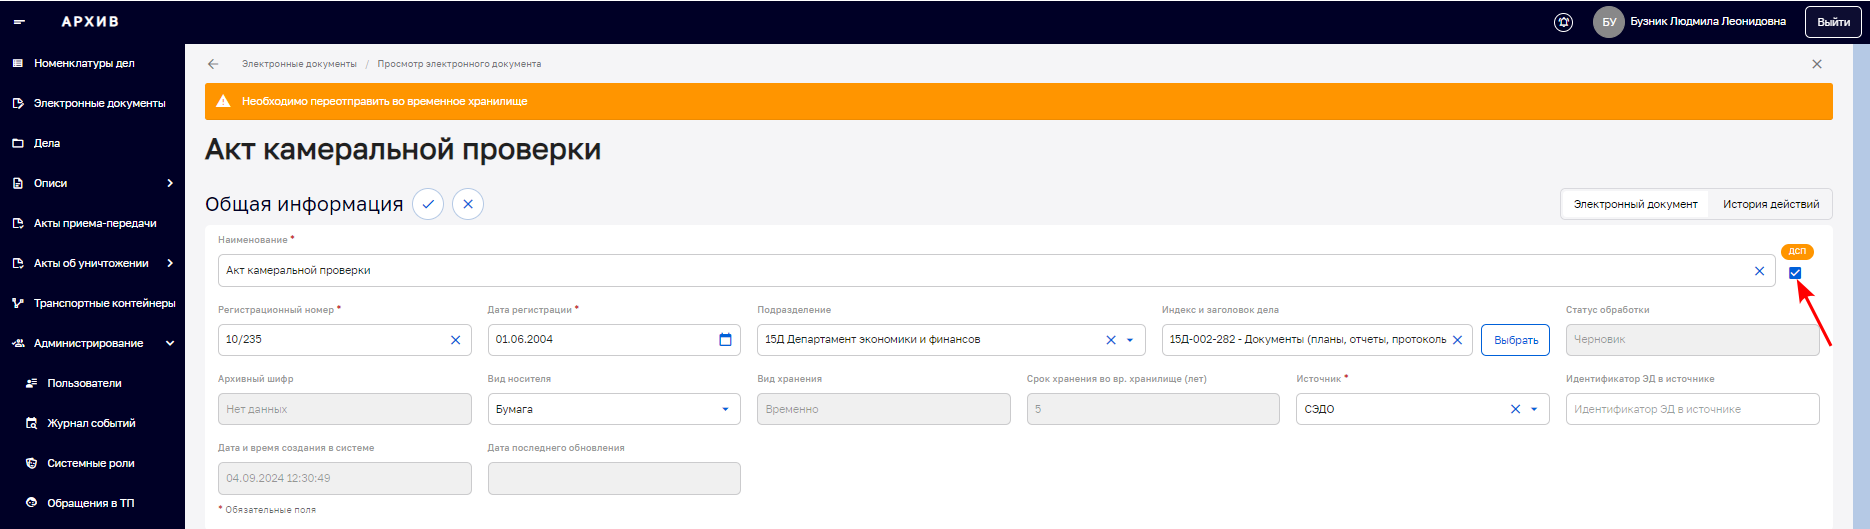 АРХИВ
БУ
Бузник Людмила Леонидовна
Выйти
Номенклатуры дел
Электронные документы
Дела
Описи
Акты приема-передачи
Акты об уничтожении
Транспортные контейнеры
Администрирование
Пользователи
Журнал событий
Системные роли
Обращения в ТП
Электронные документы / Просмотр электронного документа
Необходимо переотправить во временное хранилище
Акт камеральной проверки
Общая информация
Электронный документ
История действий
Наименование *
ДСП
Акт камеральной проверки
Регистрационный номер *
Дата регистрации *
Подразделение
Индекс и заголовок дела
Статус обработки
10/235
01.06.2004
15Д Департамент экономики и финансов
15Д-002-282 - Документы (планы, отчеты, протоколь
Выбрать
Черновик
Архивный шифр
Вид носителя
Вид хранения
Срок хранения во вр. хранилище (лет)
Источник *
Идентификатор ЭД в источнике
Нет данных
Бумага
Временно
5
СЭДО
Идентификатор ЭД в источнике
Дата и время создания в системе
Дата последнего обновления
04.09.2024 12:30:49
* Обязательные поля